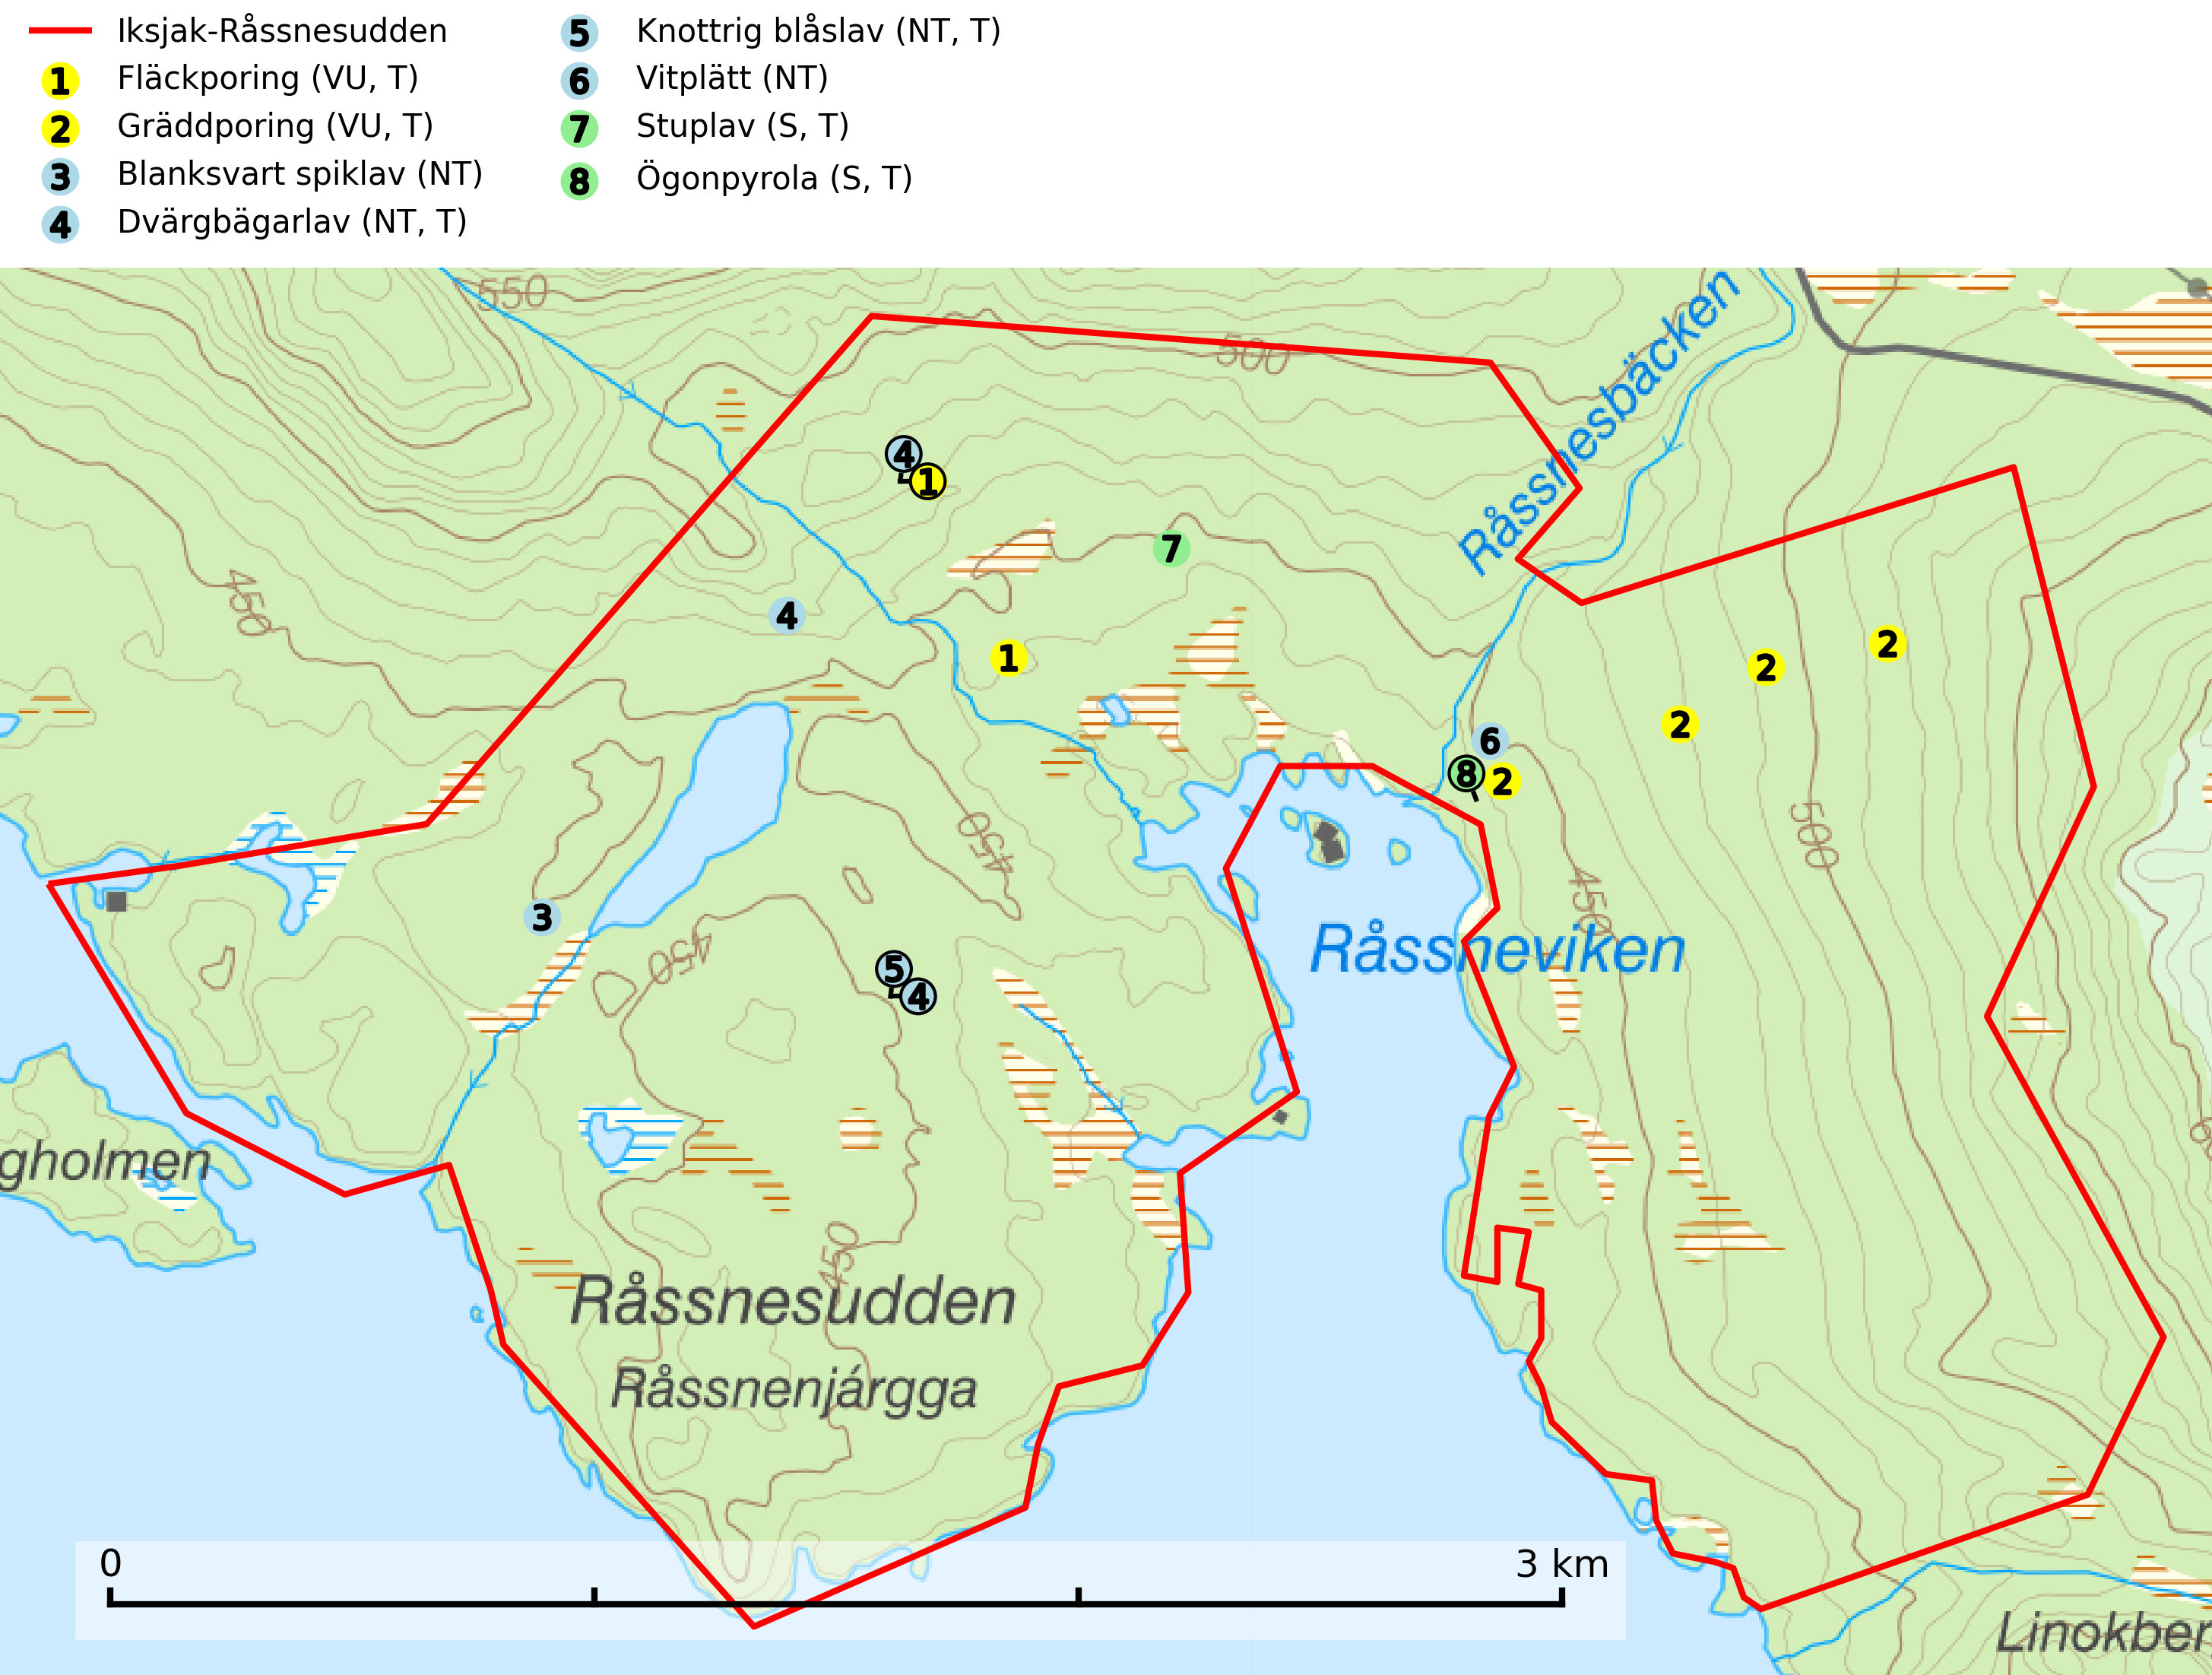 Iksjak-Råssnesudden
1 Fläckporing (VU, T)
2 Gräddporing (VU, T)
3 Blanksvart spiklav (NT)
4 Dvärgbägarlav (NT, T)
5 Knottrig blåslav (NT, T)
6 Vitplätt (NT)
7 Stuplav (S, T)
8 Ögonpyrola (S, T)
550
500
Råssnesbäcken
4
1
7
450
4
1
2
2
2
6
8
2
500
450
3
450
450
Råssneviken
5
4
gholmen
450
Råssnesudden
Råssnenjárgga
0
3 km
Linokber